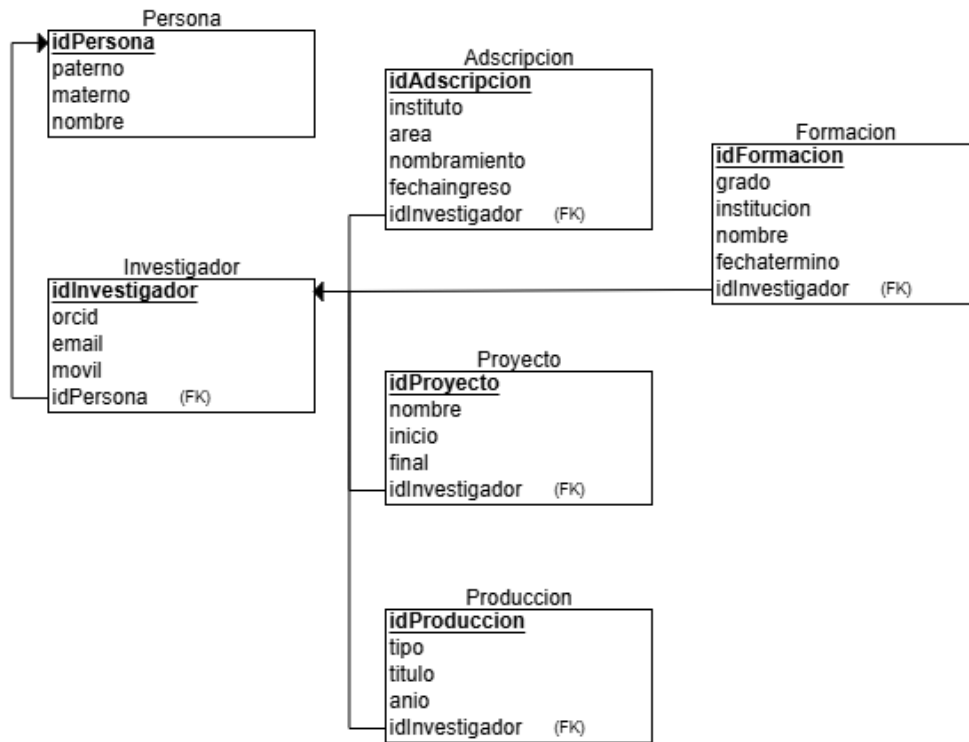 Persona
idPersona
paterno
materno
nombre
Adscripcion
idAdscripcion
instituto
area
nombramiento
fechaingreso
idInvestigador (FK)
Formacion
idFormacion
grado
institucion
nombre
fechatermino
idInvestigador (FK)
Investigador
idInvestigador
orcid
email
movil
idPersona (FK)
Proyecto
idProyecto
nombre
inicio
final
idInvestigador (FK)
Produccion
idProduccion
tipo
titulo
anio
idInvestigador (FK)